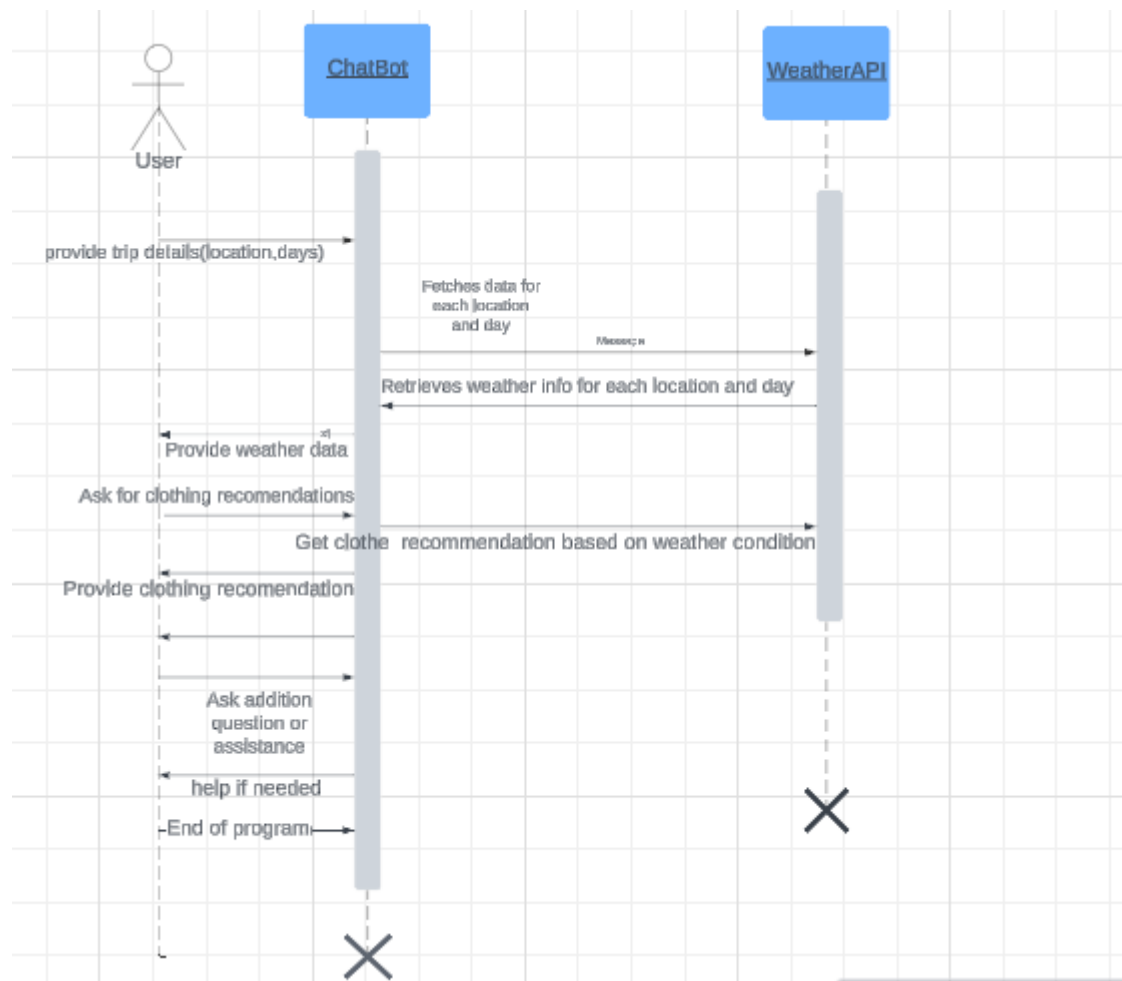 ChatBot
WeatherAPI
User
provide trip details(location,days)
Fetches data for
each location
and day
Message
Retrieves weather info for each location and day
Provide weather data
Ask for clothing recomendations
Get clothe recommendation based on weather condition
Provide clothing recomendation
Ask addition
question or
assistance
help if needed
End of program